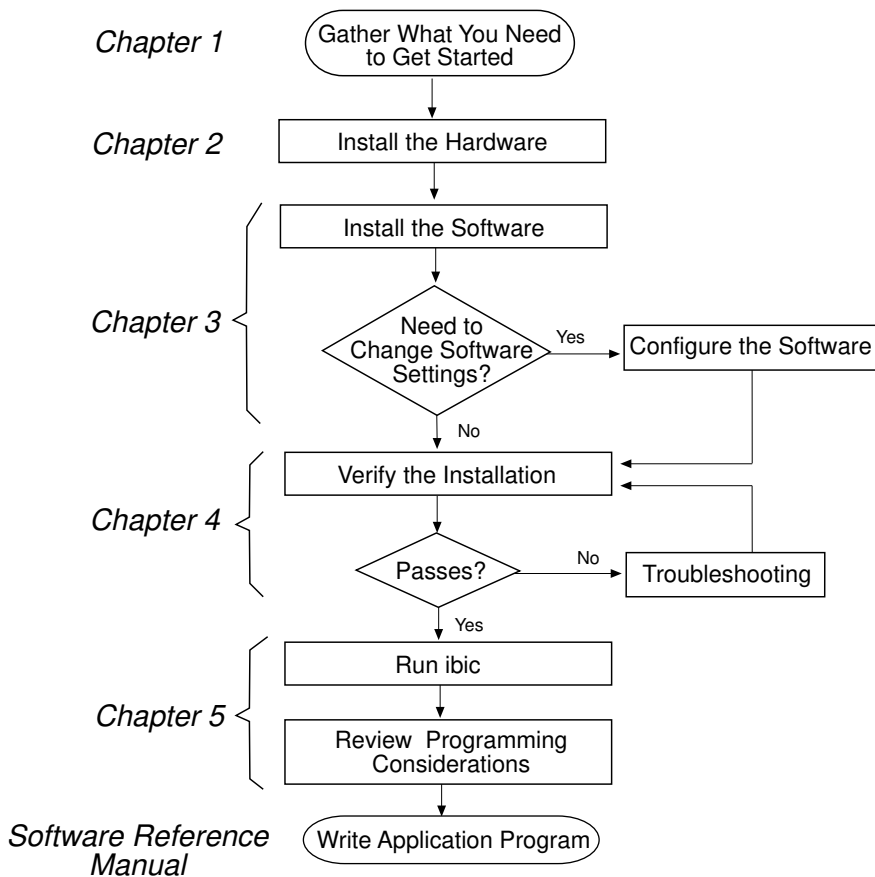 Chapter 1
Gather What You Need
to Get Started
Chapter 2
Install the Hardware
Install the Software
Chapter 3
Need to
Change Software
Settings?
Yes
Configure the Software
No
Verify the Installation
Chapter 4
Passes?
No
Troubleshooting
Yes
Run ibic
Chapter 5
Review Programming
Considerations
Software Reference
Manual
Write Application Program